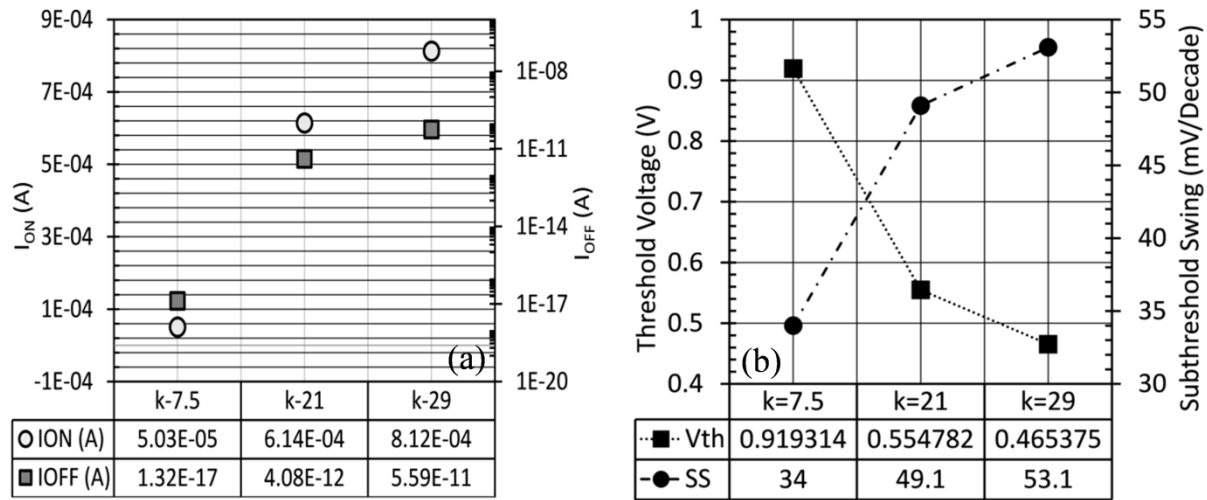 9E-04
7E-04
5E-04
3E-04
1E-04
-1E-04
I_ON (A)
1E-08
1E-11
1E-14
1E-17
1E-20
I_OFF (A)
(a)
k-7.5 k-21 k-29
ION (A) 5.03E-05 6.14E-04 8.12E-04
IOFF (A) 1.32E-17 4.08E-12 5.59E-11
1
0.9
0.8
0.7
0.6
0.5
0.4
Threshold Voltage (V)
55
50
45
40
35
30
Subthreshold Swing (mV/Decade)
(b)
k=7.5 k=21 k=29
Vth 0.919314 0.554782 0.465375
SS 34 49.1 53.1